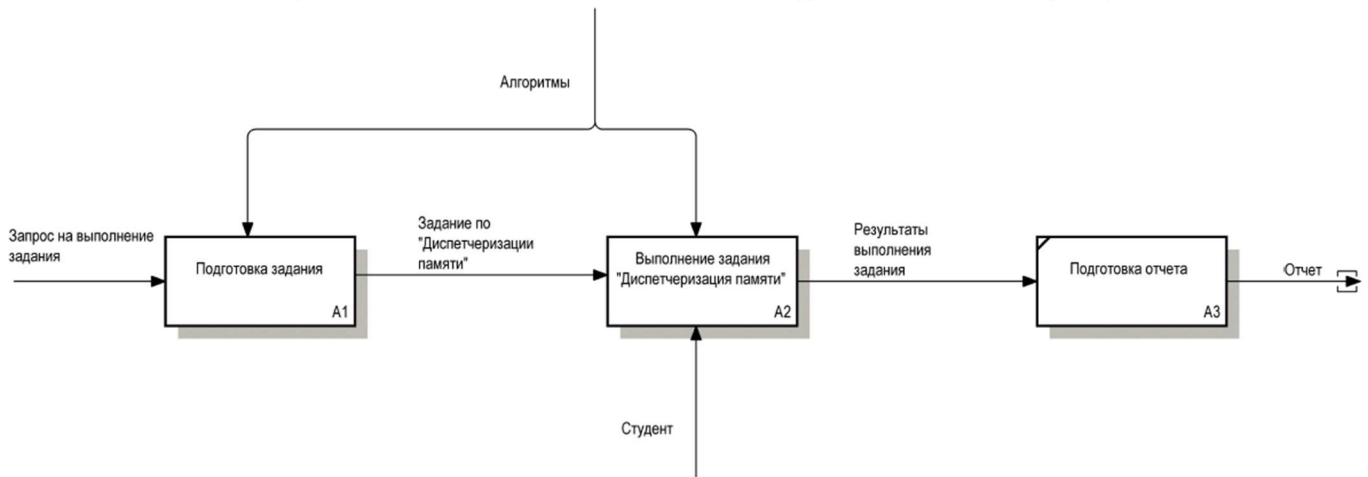 Алгоритмы
Запрос на выполнение
задания
Подготовка задания
A1
Задание по
"Диспетчеризации
памяти"
Выполнение задания
"Диспетчеризация памяти"
A2
Результаты
выполнения
задания
Подготовка отчета
A3
Отчет
Студент